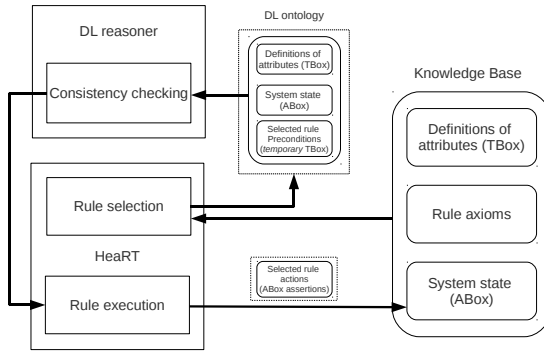 DL reasoner
Consistency checking
DL ontology
Definitions of
attributes (TBox)
System state
(ABox)
Selected rule
Preconditions
(temporary TBox)
Knowledge Base
Definitions of
attributes (TBox)
Rule axioms
System state
(ABox)
Rule selection
HeaRT
Rule execution
Selected rule
actions
(ABox assertions)